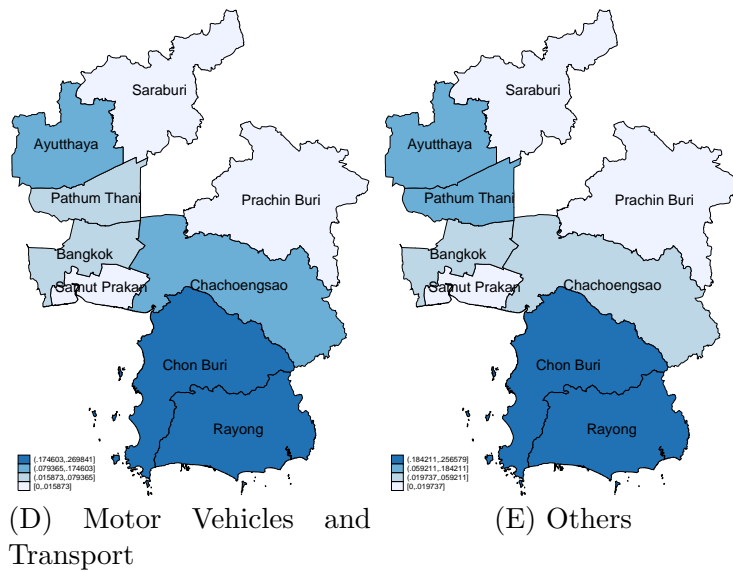 Saraburi
Ayutthaya
Pathum Thani
Prachin Buri
Bangkok
Samut Prakan
Chachoengsao
Chon Buri
Rayong
(.174603,.269841]
(.079365,.174603]
(.015873,.079365]
[0,.015873]
(D) Motor Vehicles and
Transport
Saraburi
Ayutthaya
Pathum Thani
Prachin Buri
Bangkok
Samut Prakan
Chachoengsao
Chon Buri
Rayong
(.184211,.256579]
(.059211,.184211]
(.019737,.059211]
[0,.019737]
(E) Others